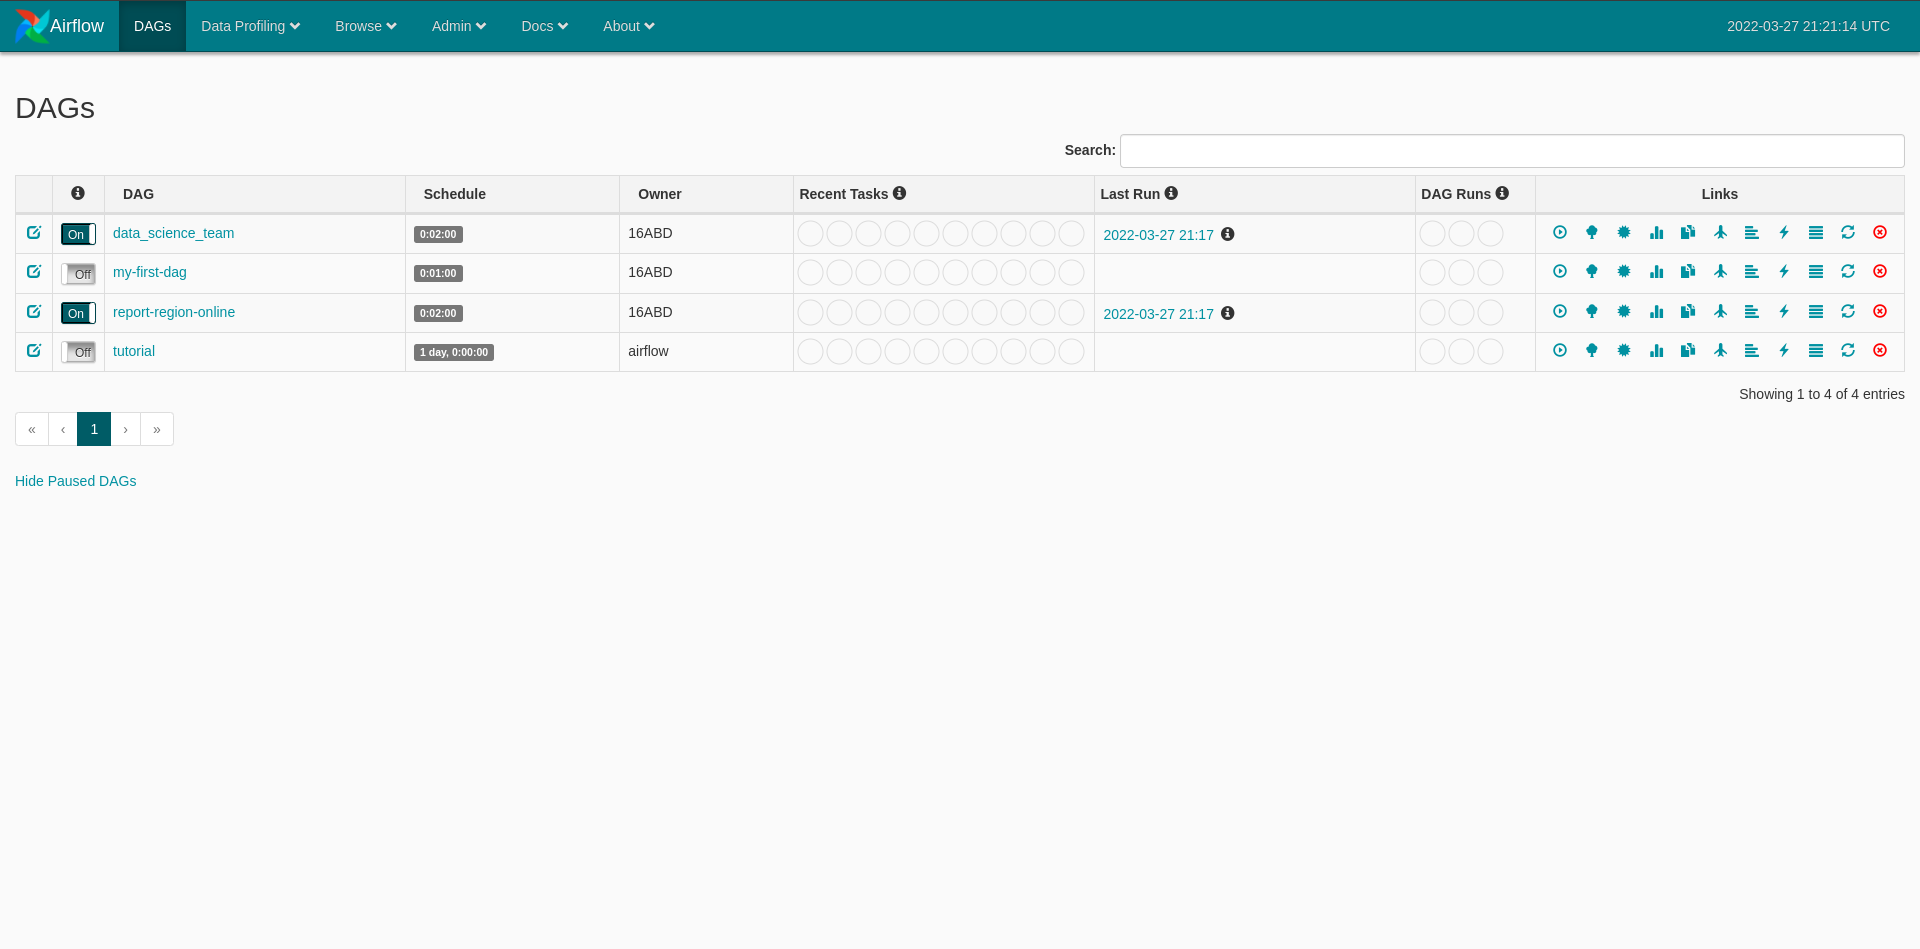 Airflow DAGs Data Profiling Browse Admin Docs About 2022-03-27 21:21:14 UTC
DAGs
Search:
DAG Schedule Owner Recent Tasks Last Run DAG Runs Links
On data_science_team 0:02:00 16ABD 2022-03-27 21:17
Off my-first-dag 0:01:00 16ABD
On report-region-online 0:02:00 16ABD 2022-03-27 21:17
Off tutorial 1 day, 0:00:00 airflow
Showing 1 to 4 of 4 entries
« ‹ 1 › »
Hide Paused DAGs